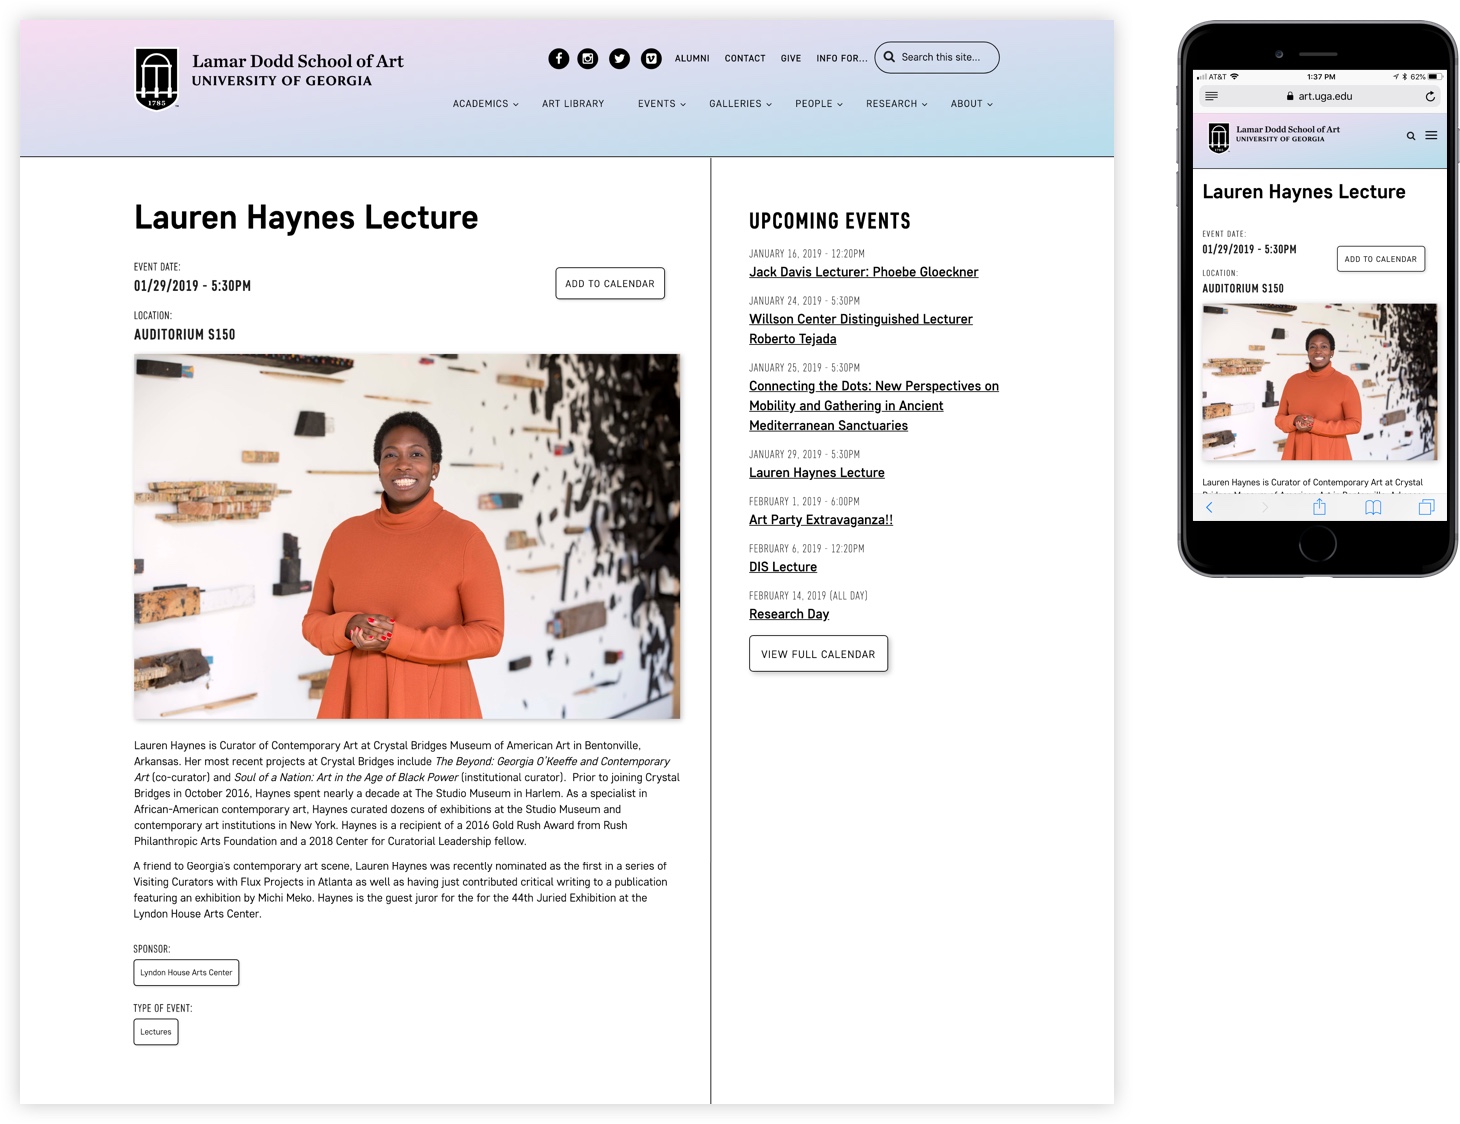 Lamar Dodd School of Art
UNIVERSITY OF GEORGIA
1785
ALUMNI CONTACT GIVE INFO FOR... Search this site...
ACADEMICS ART LIBRARY EVENTS GALLERIES PEOPLE RESEARCH ABOUT
Lauren Haynes Lecture
EVENT DATE:
01/29/2019 - 5:30PM
ADD TO CALENDAR
LOCATION:
AUDITORIUM S150
Lauren Haynes is Curator of Contemporary Art at Crystal Bridges Museum of American Art in Bentonville,
Arkansas. Her most recent projects at Crystal Bridges include The Beyond: Georgia O'Keeffe and Contemporary
Art (co-curator) and Soul of a Nation: Art in the Age of Black Power (institutional curator). Prior to joining Crystal
Bridges in October 2016, Haynes spent nearly a decade at The Studio Museum in Harlem. As a specialist in
African-American contemporary art, Haynes curated dozens of exhibitions at the Studio Museum and
contemporary art institutions in New York. Haynes is a recipient of a 2016 Gold Rush Award from Rush
Philanthropic Arts Foundation and a 2018 Center for Curatorial Leadership fellow.
A friend to Georgia's contemporary art scene, Lauren Haynes was recently nominated as the first in a series of
Visiting Curators with Flux Projects in Atlanta as well as having just contributed critical writing to a publication
featuring an exhibition by Michi Meko. Haynes is the guest juror for the for the 44th Juried Exhibition at the
Lyndon House Arts Center.
SPONSOR:
Lyndon House Arts Center
TYPE OF EVENT:
Lectures
UPCOMING EVENTS
JANUARY 16, 2019 - 12:20PM
Jack Davis Lecturer: Phoebe Gloeckner
JANUARY 24, 2019 - 5:30PM
Willson Center Distinguished Lecturer
Roberto Tejada
JANUARY 25, 2019 - 5:30PM
Connecting the Dots: New Perspectives on
Mobility and Gathering in Ancient
Mediterranean Sanctuaries
JANUARY 29, 2019 - 5:30PM
Lauren Haynes Lecture
FEBRUARY 1, 2019 - 6:00PM
Art Party Extravaganza!!
FEBRUARY 6, 2019 - 12:20PM
DIS Lecture
FEBRUARY 14, 2019 (ALL DAY)
Research Day
VIEW FULL CALENDAR
AT&T 1:37 PM 62%
art.uga.edu
Lamar Dodd School of Art
UNIVERSITY OF GEORGIA
Lauren Haynes Lecture
EVENT DATE:
01/29/2019 - 5:30PM
ADD TO CALENDAR
LOCATION:
AUDITORIUM S150
Lauren Haynes is Curator of Contemporary Art at Crystal